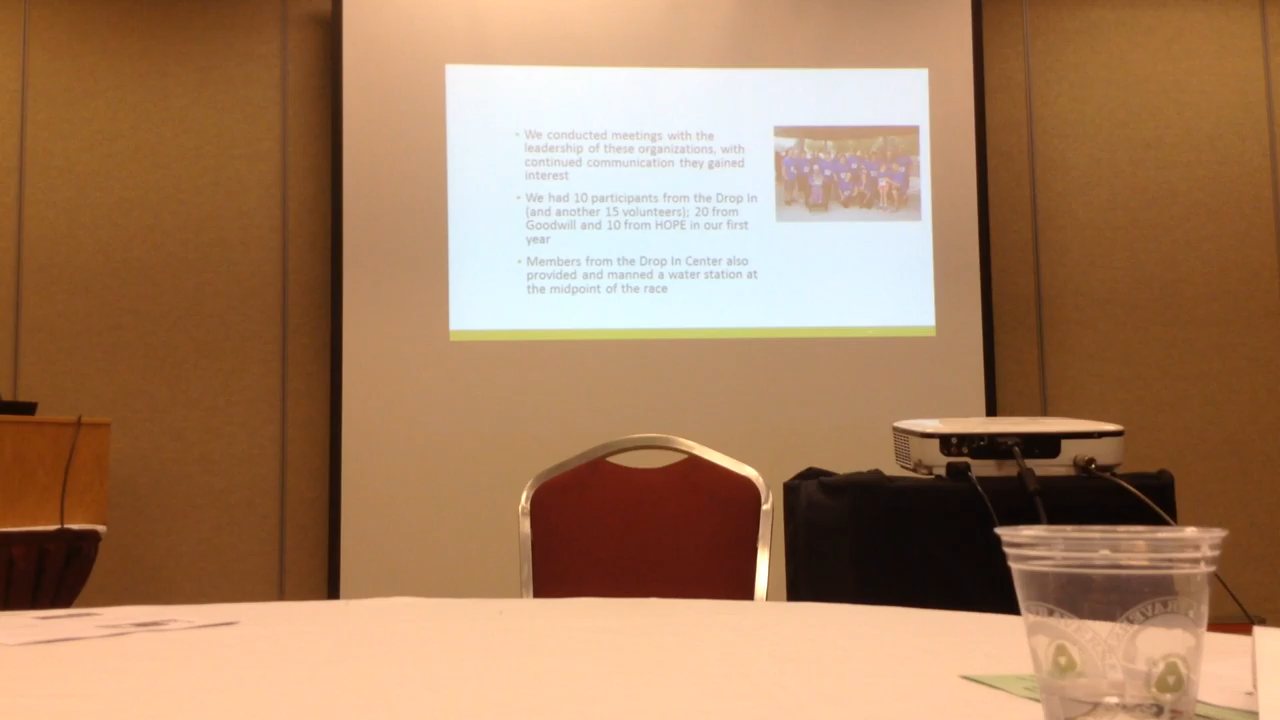 • We conducted meetings with the
leadership of these organizations, with
continued communication they gained
interest
• We had 10 participants from the Drop In
(and another 15 volunteers); 20 from
Goodwill and 10 from HOPE in our first
year
• Members from the Drop In Center also
provided and manned a water station at
the midpoint of the race